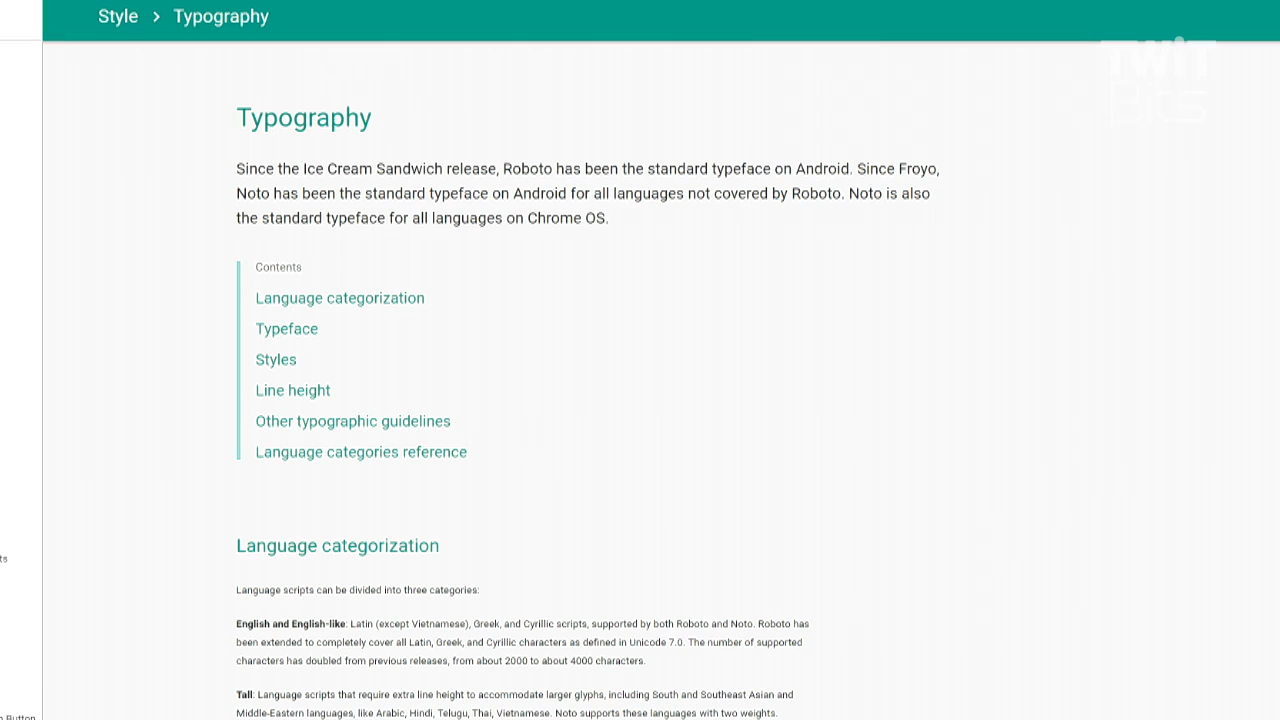 Style > Typography
TWiT
Bits
Typography
Since the Ice Cream Sandwich release, Roboto has been the standard typeface on Android. Since Froyo,
Noto has been the standard typeface on Android for all languages not covered by Roboto. Noto is also
the standard typeface for all languages on Chrome OS.
Contents
Language categorization
Typeface
Styles
Line height
Other typographic guidelines
Language categories reference
Language categorization
Language scripts can be divided into three categories:
English and English-like: Latin (except Vietnamese), Greek, and Cyrillic scripts, supported by both Roboto and Noto. Roboto has
been extended to completely cover all Latin, Greek, and Cyrillic characters as defined in Unicode 7.0. The number of supported
characters has doubled from previous releases, from about 2000 to about 4000 characters.
Tall: Language scripts that require extra line height to accommodate larger glyphs, including South and Southeast Asian and
Middle-Eastern languages, like Arabic, Hindi, Telugu, Thai, Vietnamese. Noto supports these languages with two weights.
Button